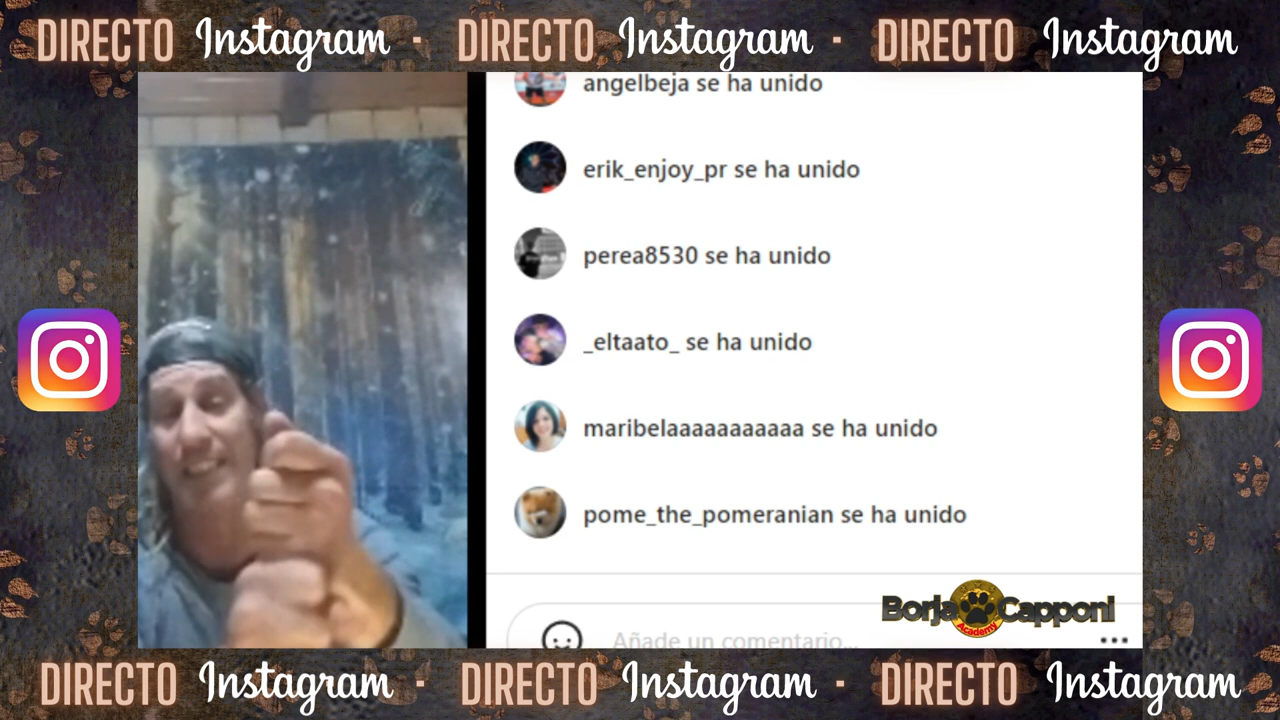 DIRECTO Instagram · DIRECTO Instagram · DIRECTO Instagram
angelbeja se ha unido
erik_enjoy_pr se ha unido
perea8530 se ha unido
_eltaato_ se ha unido
maribelaaaaaaaaaaa se ha unido
pome_the_pomeranian se ha unido
Borja Capponi
Academy
Añade un comentario...
DIRECTO Instagram · DIRECTO Instagram · DIRECTO Instagram